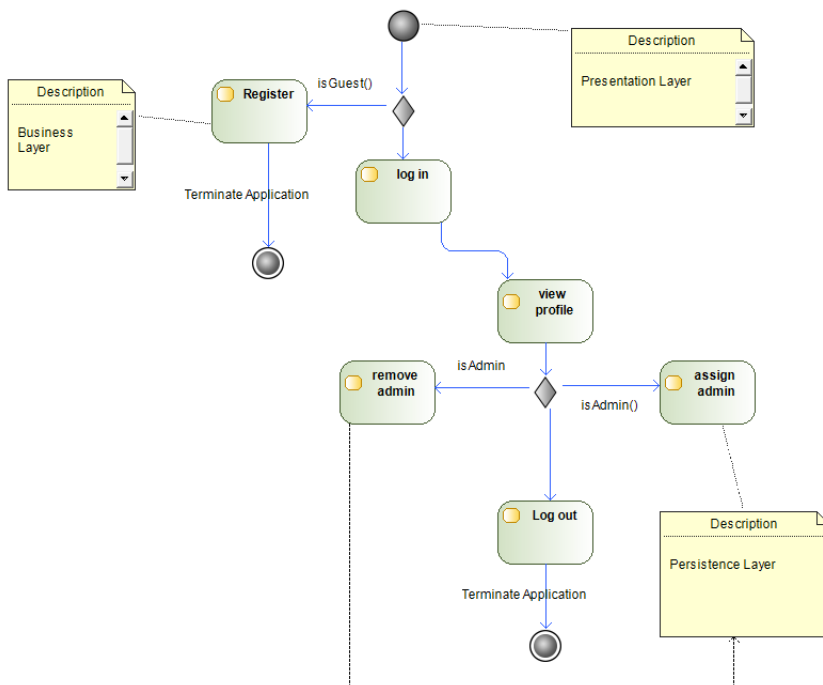 Description
Presentation Layer
isGuest()
Description
Business
Layer
Register
log in
Terminate Application
view
profile
isAdmin
remove
admin
assign
admin
isAdmin()
Log out
Description
Persistence Layer
Terminate Application